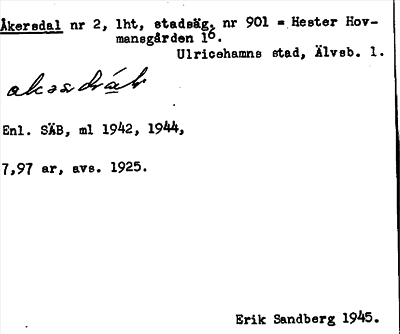 Åkersdal nr 2, lht, stadsäg. nr 901 = Hester Hov-
mansgården 1⁶.
Ulricehamns stad, Älvsb. l.
Enl. SÄB, ml 1942, 1944,
7,97 ar, avs. 1925.
Erik Sandberg 1945.